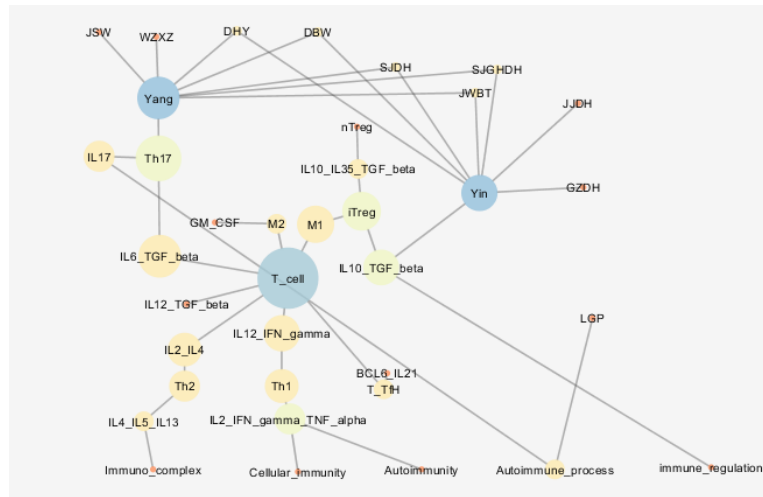 JSW
WZXZ
DHY
DBW
SJDH
SJGHDH
JWBT
JJDH
Yang
nTreg
IL17
Th17
IL10_IL35_TGF_beta
GZDH
Yin
GM_CSF
M2
M1
iTreg
IL6_TGF_beta
T_cell
IL10_TGF_beta
IL12_TGF_beta
LGP
IL12_IFN_gamma
IL2_IL4
BCL6_IL21
Th2
Th1
T_TfH
IL4_IL5_IL13
IL2_IFN_gamma_TNF_alpha
Immuno_complex
Cellular_Immunity
Autoimmunity
Autoimmune_process
immune_regulation